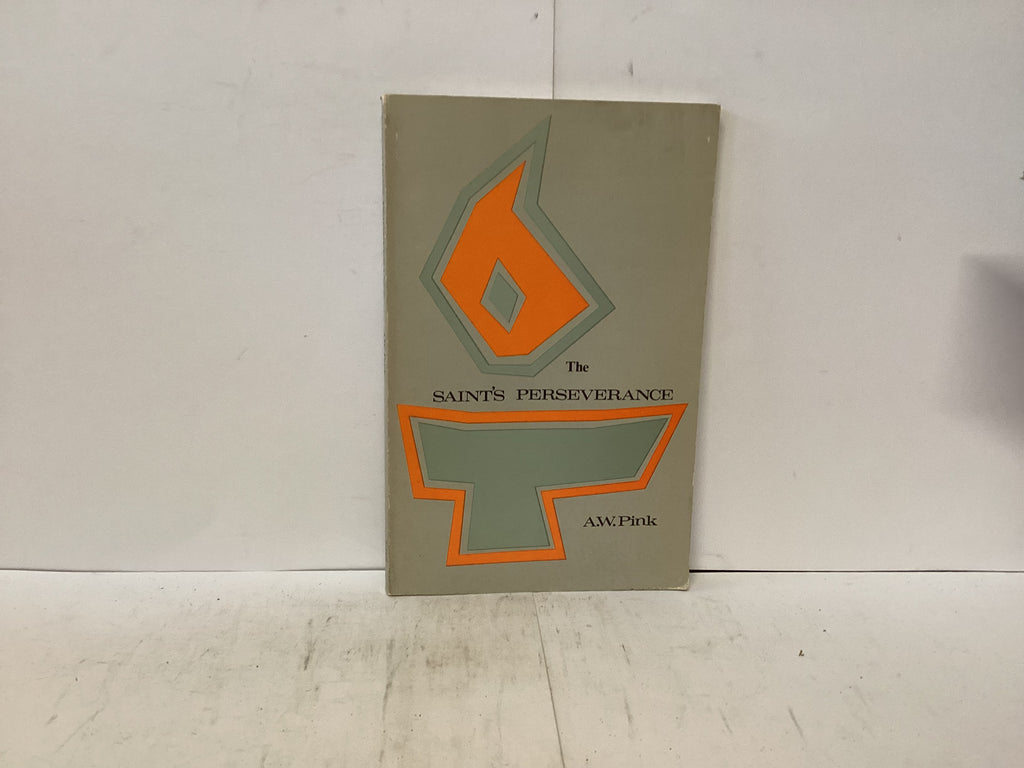 The
SAINT'S PERSEVERANCE
A.W. Pink